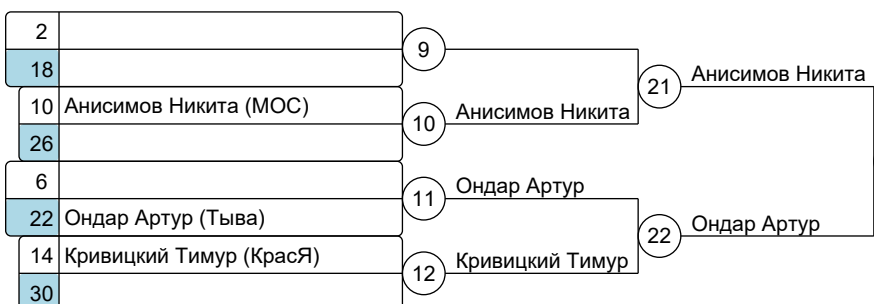 2
9
18
21 Анисимов Никита
10 Анисимов Никита (МОС)
10 Анисимов Никита
26
6
11 Ондар Артур
22 Ондар Артур (Тыва)
22 Ондар Артур
14 Кривицкий Тимур (КрасЯ)
12 Кривицкий Тимур
30